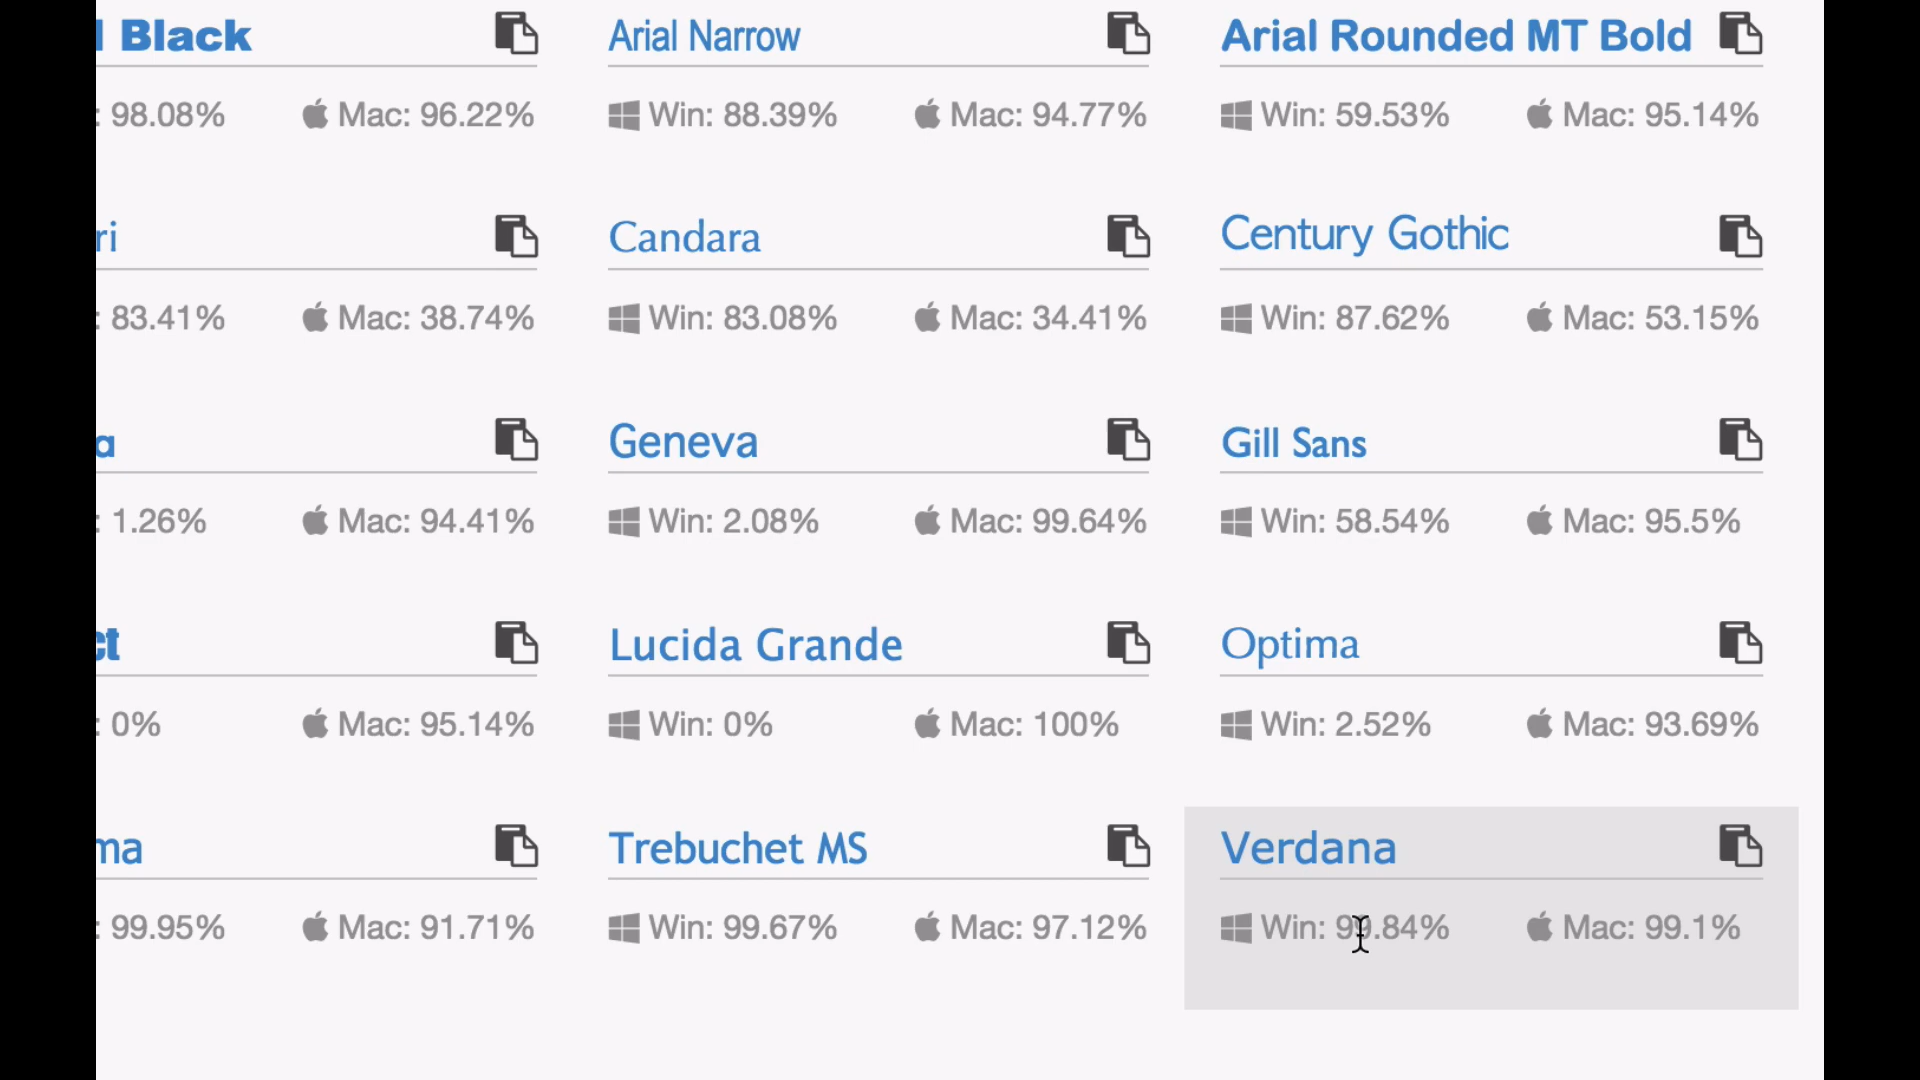 l Black Arial Narrow Arial Rounded MT Bold
: 98.08% Mac: 96.22% Win: 88.39% Mac: 94.77% Win: 59.53% Mac: 95.14%
ri Candara Century Gothic
: 83.41% Mac: 38.74% Win: 83.08% Mac: 34.41% Win: 87.62% Mac: 53.15%
a Geneva Gill Sans
: 1.26% Mac: 94.41% Win: 2.08% Mac: 99.64% Win: 58.54% Mac: 95.5%
ct Lucida Grande Optima
: 0% Mac: 95.14% Win: 0% Mac: 100% Win: 2.52% Mac: 93.69%
ma Trebuchet MS Verdana
: 99.95% Mac: 91.71% Win: 99.67% Mac: 97.12% Win: 99.84% Mac: 99.1%